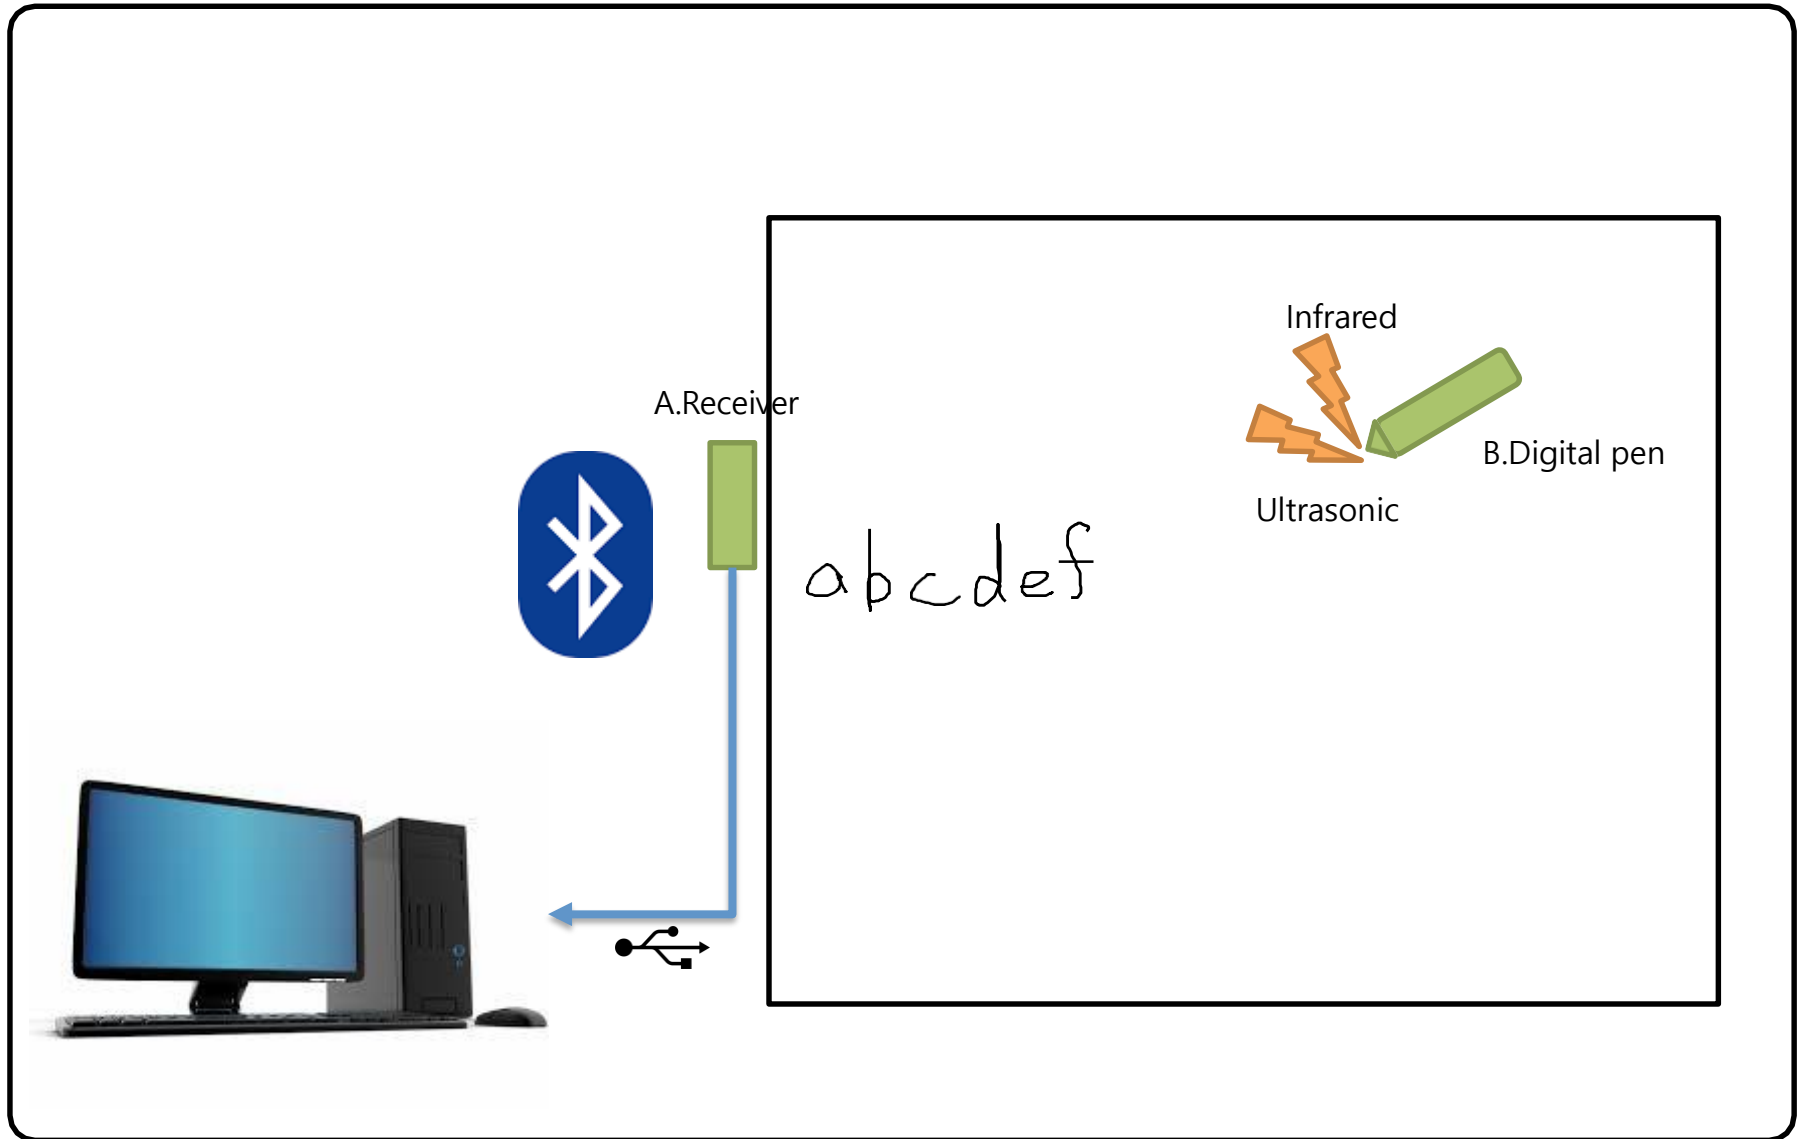 Infrared
A.Receiver
B.Digital pen
Ultrasonic
abcdef